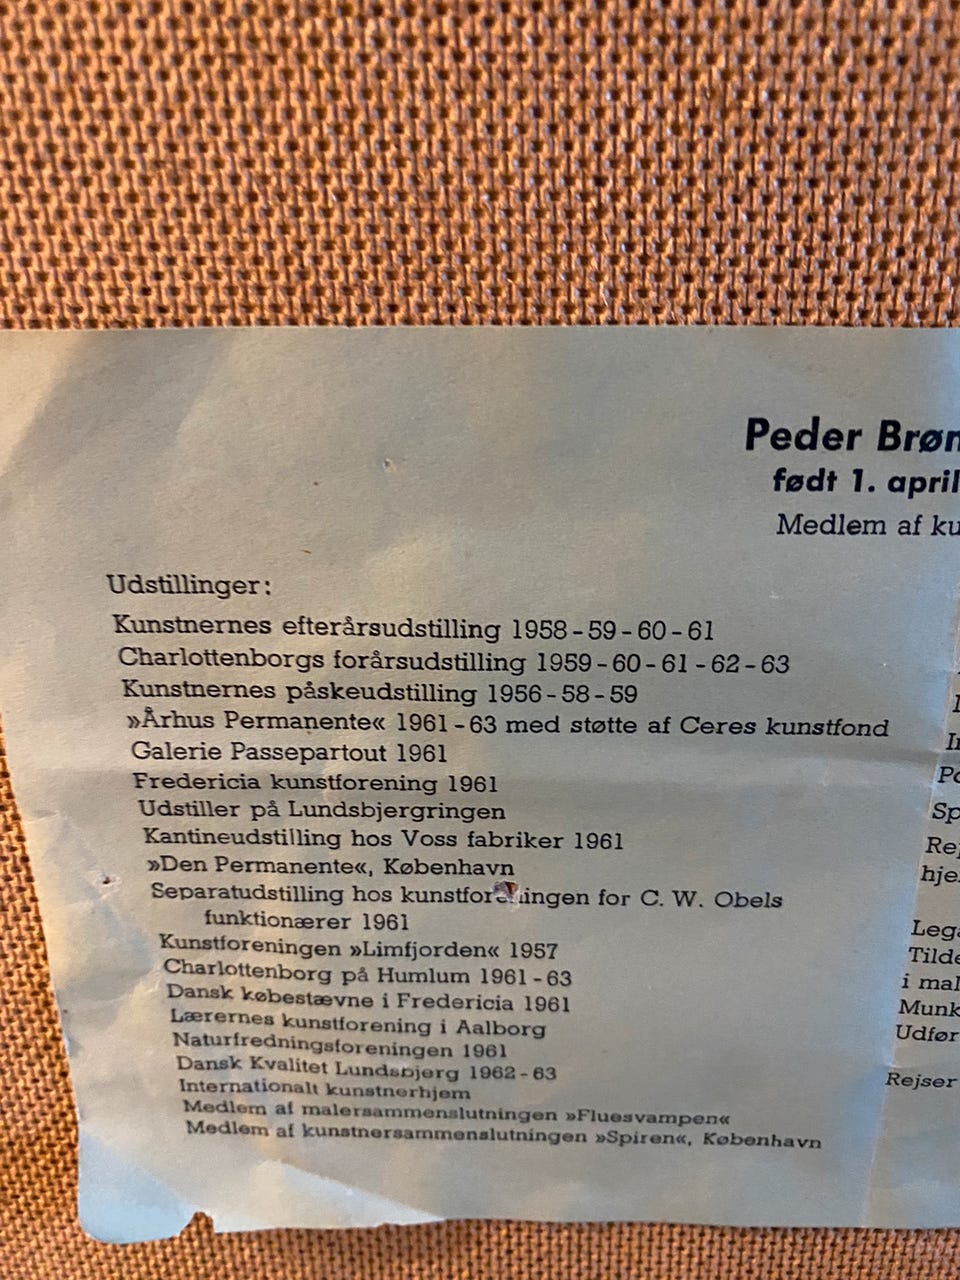 Peder Brøn
født 1. april
Medlem af ku
Udstillinger:
Kunstnernes efterårsudstilling 1958-59-60-61
Charlottenborgs forårsudstilling 1959-60-61-62-63
Kunstnernes påskeudstilling 1956-58-59
»Århus Permanente« 1961-63 med støtte af Ceres kunstfond
Galerie Passepartout 1961
Fredericia kunstforening 1961
Udstiller på Lundsbjergringen
Kantineudstilling hos Voss fabriker 1961
»Den Permanente«, København
Separatudstilling hos kunstforeningen for C. W. Obels
funktionærer 1961
Kunstforeningen »Limfjorden« 1957
Charlottenborg på Humlum 1961-63
Dansk købestævne i Fredericia 1961
Lærernes kunstforening i Aalborg
Naturfredningsforeningen 1961
Dansk Kvalitet Lundsbjerg 1962-63
Internationalt kunstnerhjem
Medlem af malersammenslutningen »Fluesvampen«
Medlem af kunstnersammenslutningen »Spiren«, København
In
Po
Sp
Rej
hje
Lega
Tilde
i mal
Munk
Udfør
Rejser